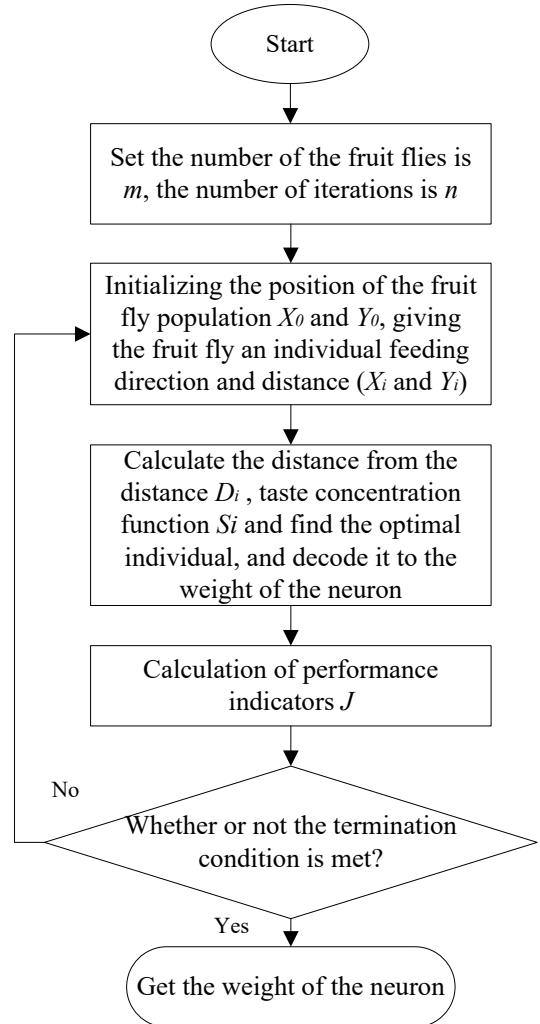 Start
Set the number of the fruit flies is
m, the number of iterations is n
Initializing the position of the fruit
fly population X0 and Y0, giving
the fruit fly an individual feeding
direction and distance (Xi and Yi)
Calculate the distance from the
distance Di , taste concentration
function Si and find the optimal
individual, and decode it to the
weight of the neuron
Calculation of performance
indicators J
No
Whether or not the termination
condition is met?
Yes
Get the weight of the neuron